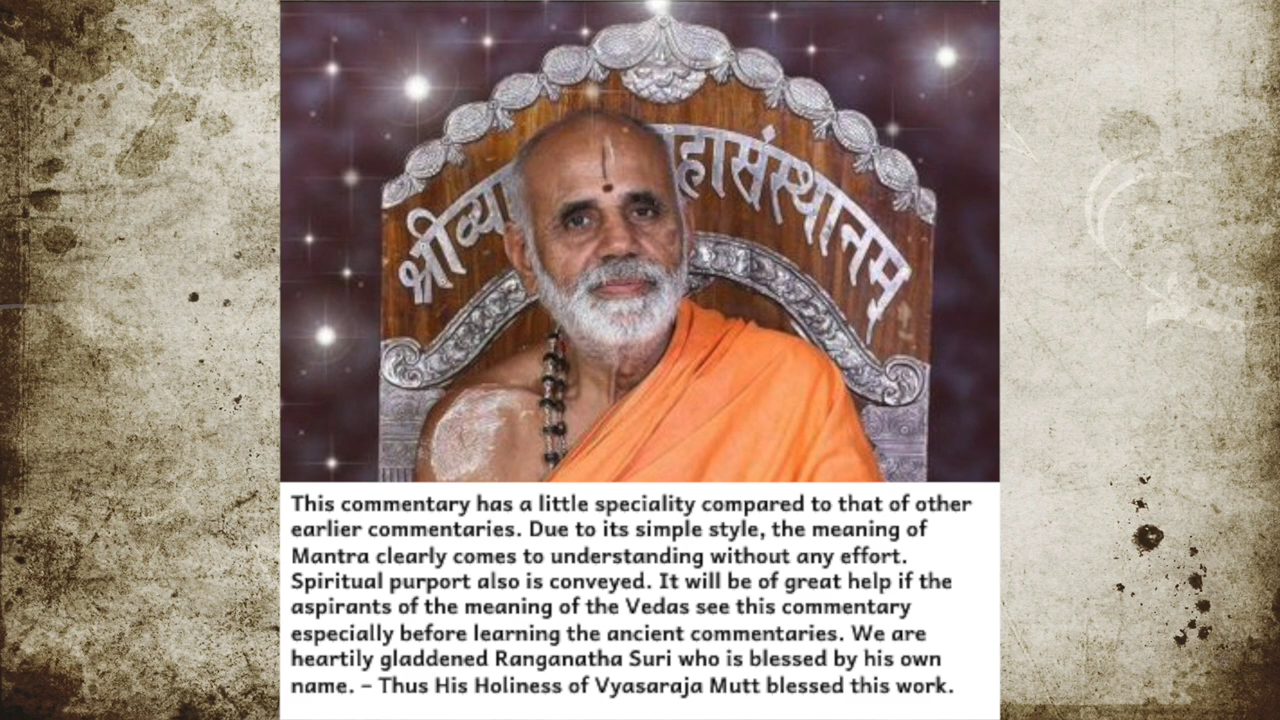 श्रीव्या
हासंस्थानम्
This commentary has a little speciality compared to that of other
earlier commentaries. Due to its simple style, the meaning of
Mantra clearly comes to understanding without any effort.
Spiritual purport also is conveyed. It will be of great help if the
aspirants of the meaning of the Vedas see this commentary
especially before learning the ancient commentaries. We are
heartily gladdened Ranganatha Suri who is blessed by his own
name. – Thus His Holiness of Vyasaraja Mutt blessed this work.